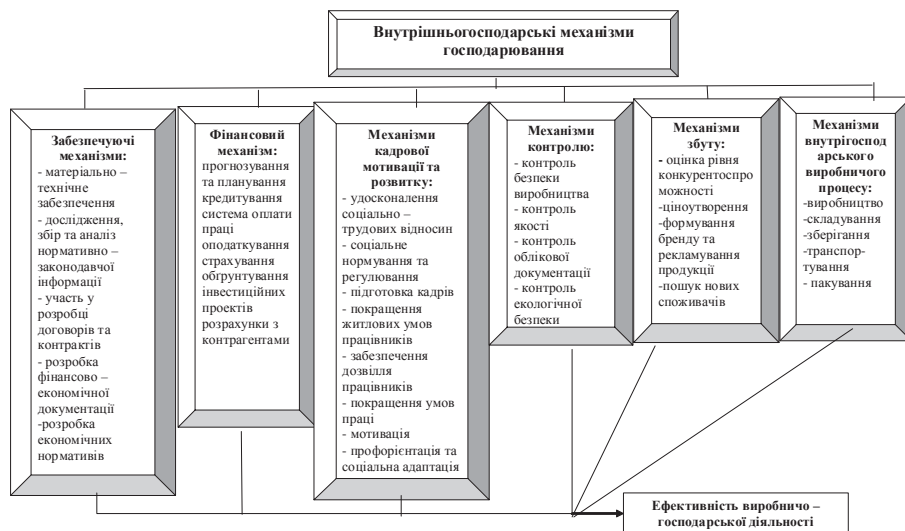 Внутрішньогосподарські механізми
господарювання
Забезпечуючі
механізми:
- матеріально –
технічне
забезпечення
- дослідження,
збір та аналіз
нормативно –
законодавчої
інформації
- участь у
розробці
договорів та
контрактів
- розробка
фінансово –
економічної
документації
-розробка
економічних
нормативів
Фінансовий
механізм:
прогнозування
та планування
кредитування
система оплати
праці
оподаткування
страхування
обґрунтування
інвестиційних
проектів
розрахунки з
контрагентами
Механізми
кадрової
мотивації та
розвитку:
- удосконалення
соціально –
трудових відносин
- соціальне
нормування та
регулювання
- підготовка кадрів
- покращення
житлових умов
працівників
- забезпечення
дозвілля
працівників
- покращення умов
праці
- мотивація
- профорієнтація та
соціальна адаптація
Механізми
контролю:
- контроль
безпеки
виробництва
- контроль
якості
- контроль
облікової
документації
- контроль
екологічної
безпеки
Механізми
збуту:
- оцінка рівня
конкурентоспро
можності
-ціноутворення
-формування
бренду та
рекламування
продукції
-пошук нових
споживачів
Механізми
внутрігоспод
арського
виробничого
процесу:
-виробництво
-складування
-зберігання
-транспор-
тування
- пакування
Ефективність виробничо –
господарської діяльності